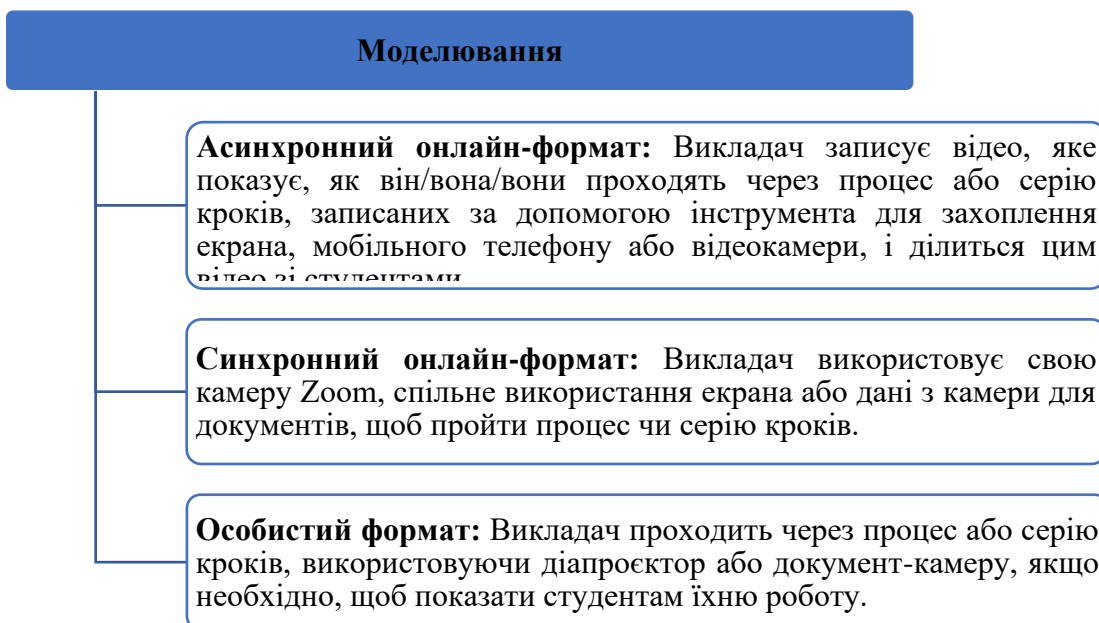 Моделювання
Асинхронний онлайн-формат: Викладач записує відео, яке
показує, як він/вона/вони проходять через процес або серію
кроків, записаних за допомогою інструмента для захоплення
екрана, мобільного телефону або відеокамери, і ділиться цим
відео зі студентами
Синхронний онлайн-формат: Викладач використовує свою
камеру Zoom, спільне використання екрана або дані з камери для
документів, щоб пройти процес чи серію кроків.
Особистий формат: Викладач проходить через процес або серію
кроків, використовуючи діапроєктор або документ-камеру, якщо
необхідно, щоб показати студентам їхню роботу.